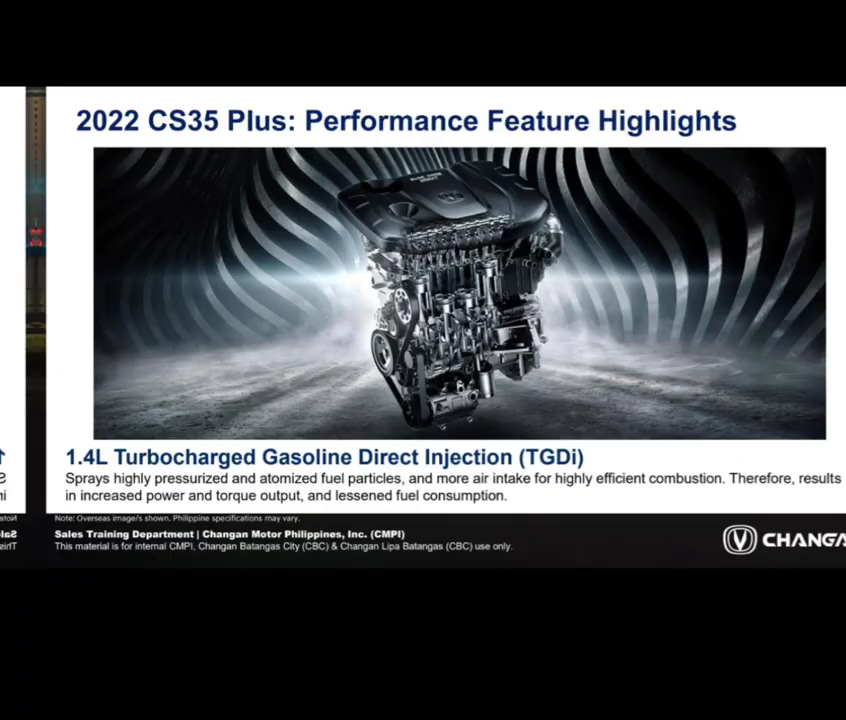 2022 CS35 Plus: Performance Feature Highlights
1.4L Turbocharged Gasoline Direct Injection (TGDi)
Sprays highly pressurized and atomized fuel particles, and more air intake for highly efficient combustion. Therefore, results
in increased power and torque output, and lessened fuel consumption.
Note: Overseas image/s shown. Philippine specifications may vary.
Sales Training Department | Changan Motor Philippines, Inc. (CMPI)
This material is for internal CMPI, Changan Batangas City (CBC) & Changan Lipa Batangas (CBC) use only.
CHANGA